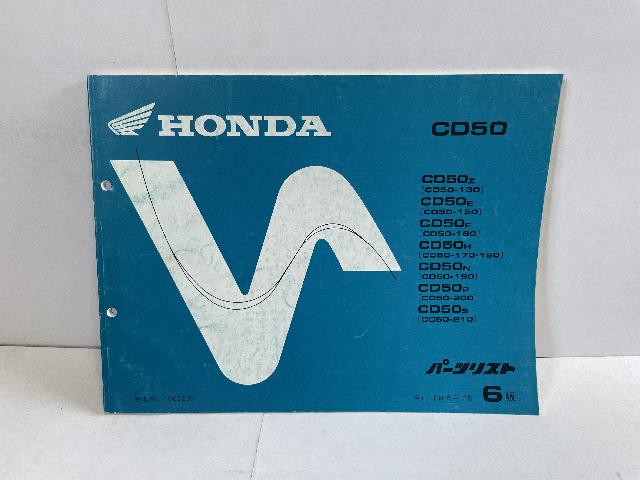 HONDA
CD50
CD50Z
(CD50-130)
CD50E
(CD50-150)
CD50F
(CD50-160)
CD50H
(CD50-170·180)
CD50N
(CD50-190)
CD50P
(CD50-200)
CD50S
(CD50-210)
パーツリスト
6版